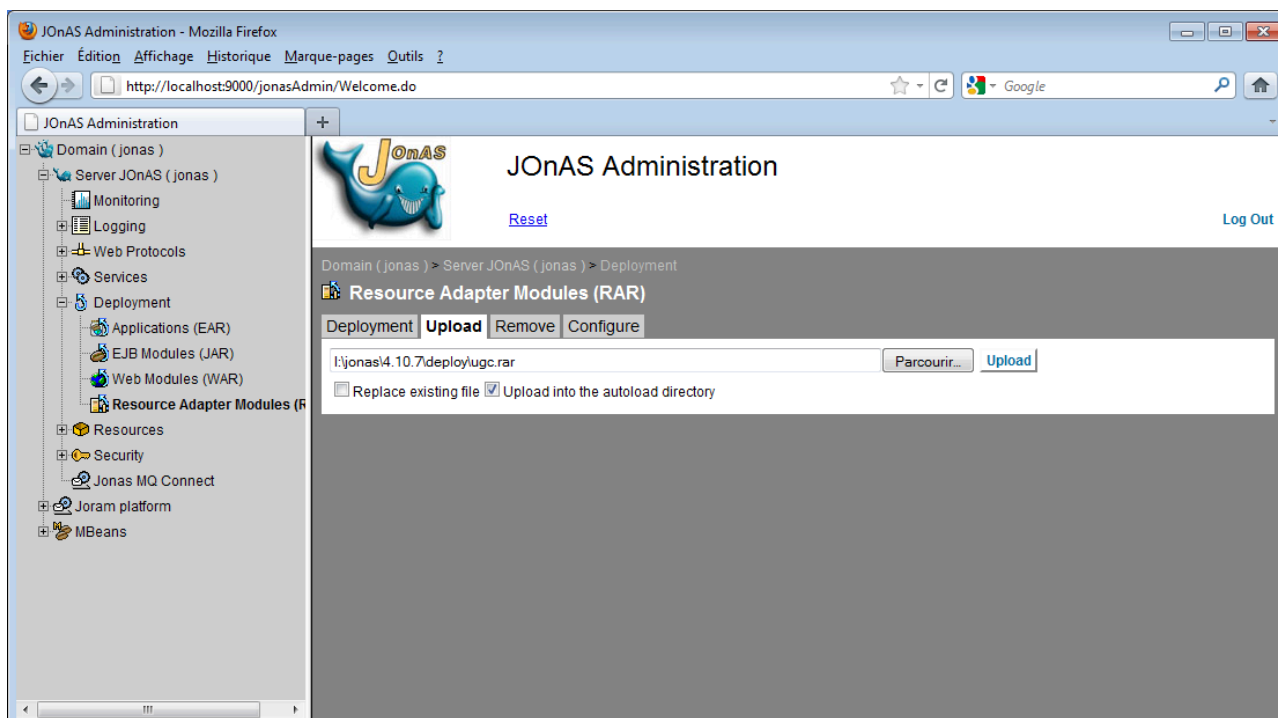 JOnAS Administration - Mozilla Firefox
Fichier Édition Affichage Historique Marque-pages Outils ?
http://localhost:9000/jonasAdmin/Welcome.do
Google
JOnAS Administration
Domain ( jonas )
Server JOnAS ( jonas )
Monitoring
Logging
Web Protocols
Services
Deployment
Applications (EAR)
EJB Modules (JAR)
Web Modules (WAR)
Resource Adapter Modules (R
Resources
Security
Jonas MQ Connect
Joram platform
MBeans
JOnAS
JOnAS Administration
Reset
Log Out
Domain ( jonas ) > Server JOnAS ( jonas ) > Deployment
Resource Adapter Modules (RAR)
Deployment Upload Remove Configure
I:\jonas\4.10.7\deploy\ugc.rar Parcourir... Upload
Replace existing file Upload into the autoload directory